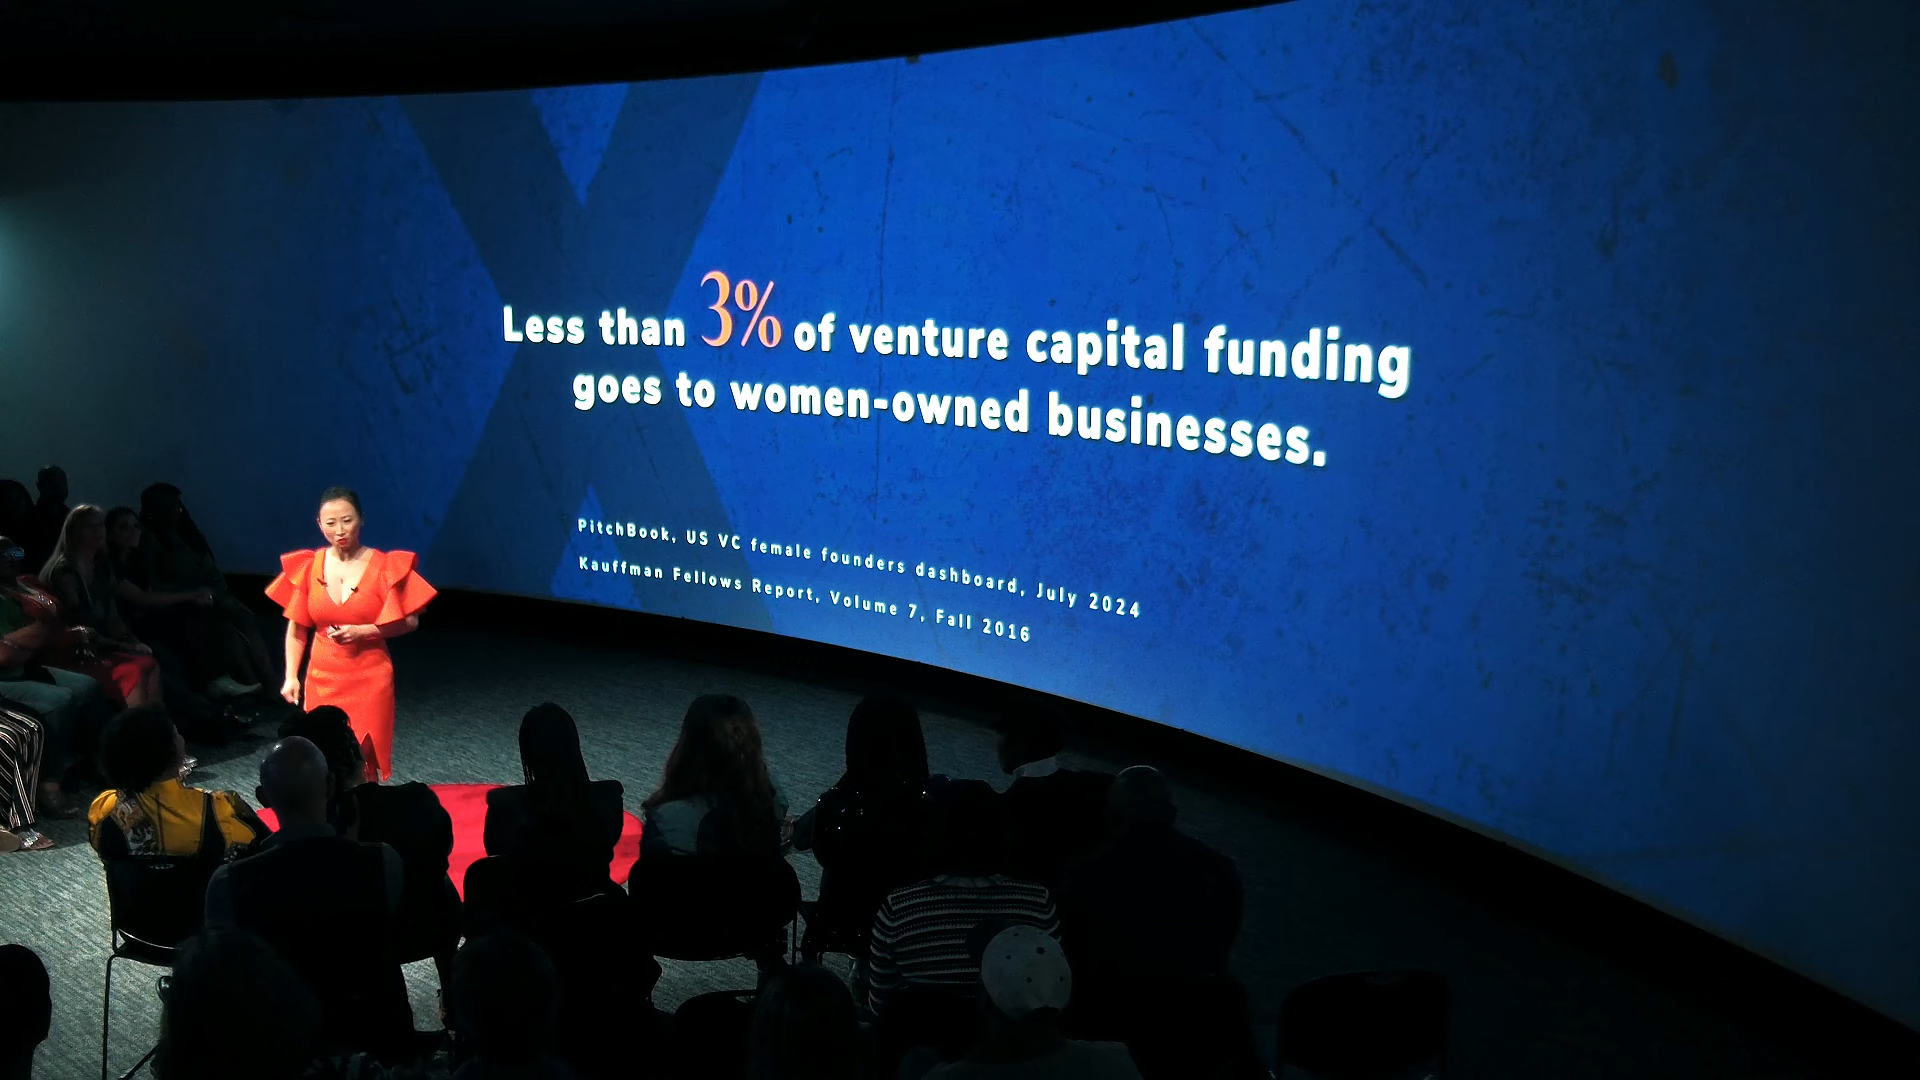 Less than 3% of venture capital funding
goes to women-owned businesses.
PitchBook, US VC female founders dashboard, July 2024
Kauffman Fellows Report, Volume 7, Fall 2016